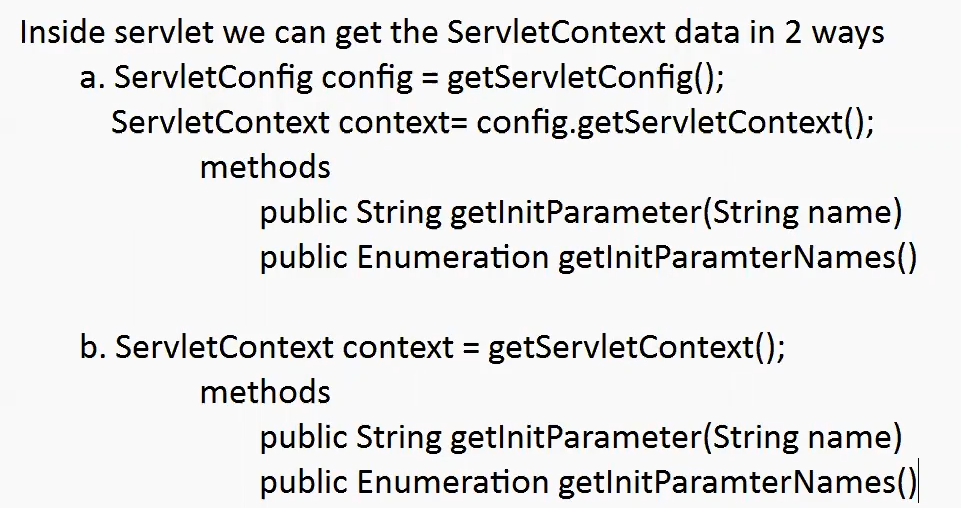 Inside servlet we can get the ServletContext data in 2 ways
a. ServletConfig config = getServletConfig();
ServletContext context= config.getServletContext();
methods
public String getInitParameter(String name)
public Enumeration getInitParamterNames()
b. ServletContext context = getServletContext();
methods
public String getInitParameter(String name)
public Enumeration getInitParamterNames()